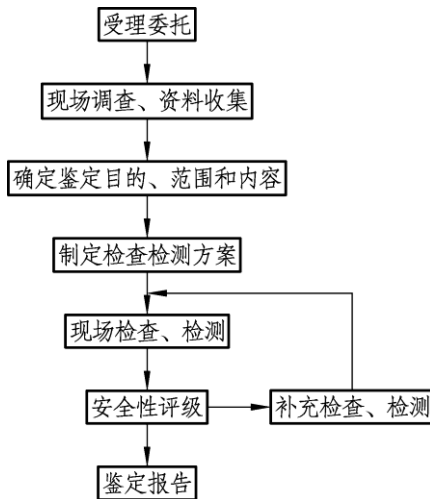 受理委托
现场调查、资料收集
确定鉴定目的、范围和内容
制定检查检测方案
现场检查、检测
安全性评级
补充检查、检测
鉴定报告